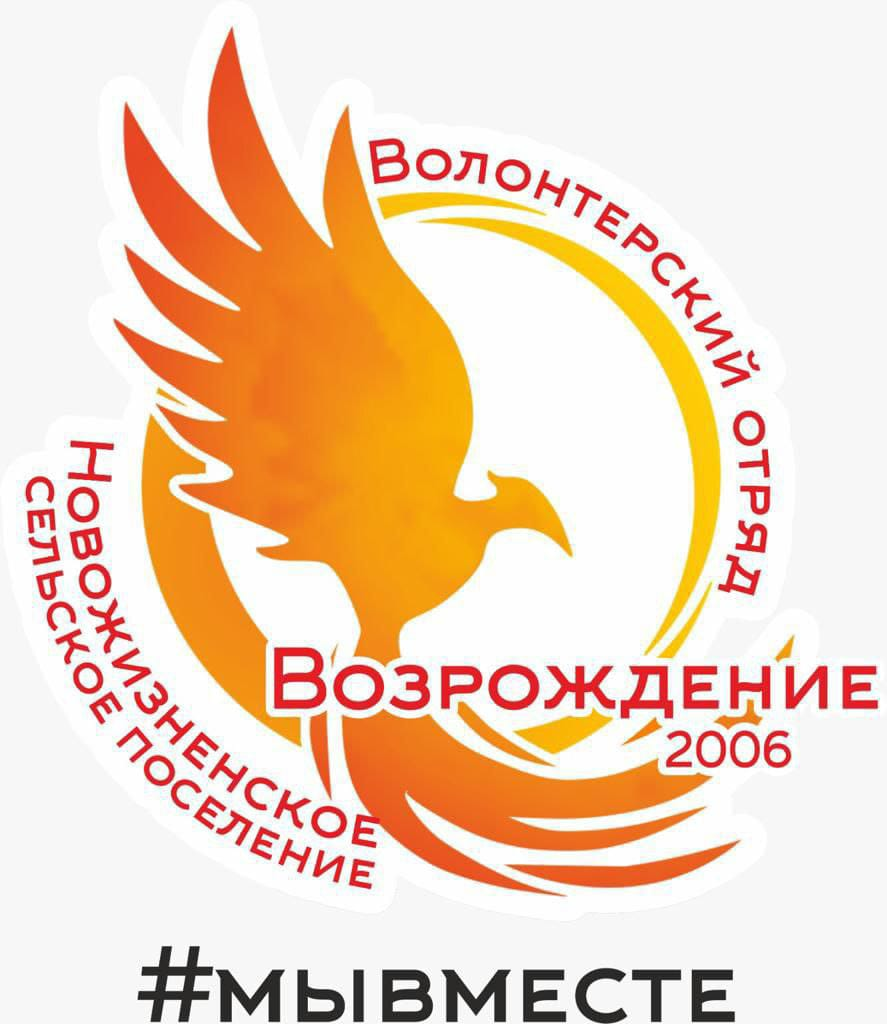 Волонтерский отряд
Новожизненское
сельское поселение
Возрождение
2006
#мывместе